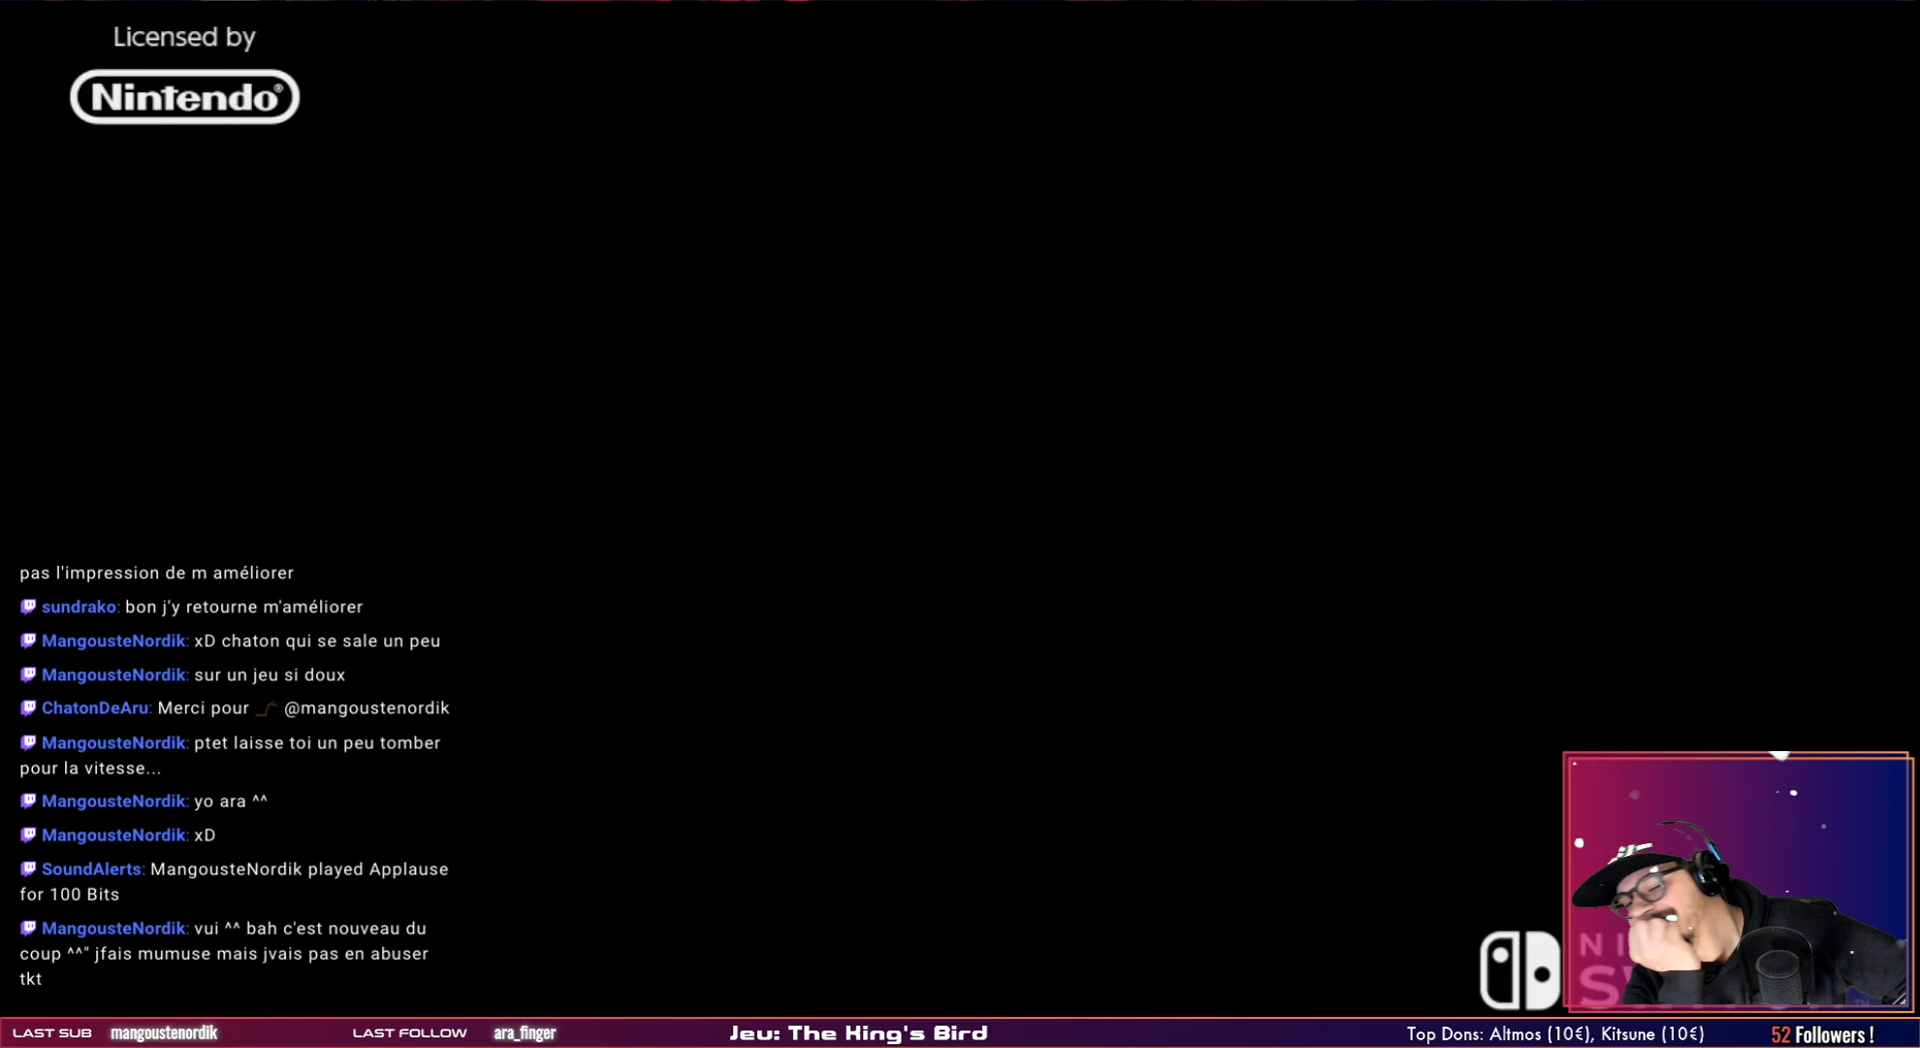 Licensed by
Nintendo®
pas l'impression de m améliorer
sundrako: bon j'y retourne m'améliorer
MangousteNordik: xD chaton qui se sale un peu
MangousteNordik: sur un jeu si doux
ChatonDeAru: Merci pour @mangoustenordik
MangousteNordik: ptet laisse toi un peu tomber
pour la vitesse...
MangousteNordik: yo ara ^^
MangousteNordik: xD
SoundAlerts: MangousteNordik played Applause
for 100 Bits
MangousteNordik: vui ^^ bah c'est nouveau du
coup ^^" jfais mumuse mais jvais pas en abuser
tkt
LAST SUB mangoustenordik LAST FOLLOW ara_finger Jeu: The King's Bird Top Dons: Altmos (10€), Kitsune (10€) 52 Followers !